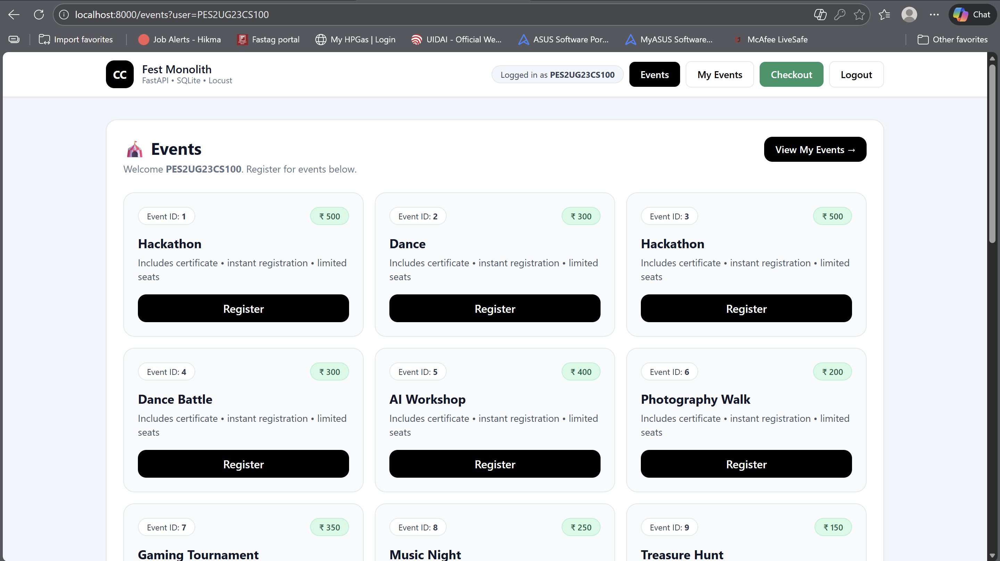 localhost:8000/events?user=PES2UG23CS100
Chat
Import favorites
Job Alerts - Hikma
Fastag portal
My HPGas | Login
UIDAI - Official We...
ASUS Software Por...
MyASUS Software...
McAfee LiveSafe
Other favorites
CC
Fest Monolith
FastAPI • SQLite • Locust
Logged in as PES2UG23CS100
Events
My Events
Checkout
Logout
Events
View My Events →
Welcome PES2UG23CS100. Register for events below.
Event ID: 1
₹ 500
Hackathon
Includes certificate • instant registration • limited
seats
Register
Event ID: 2
₹ 300
Dance
Includes certificate • instant registration • limited
seats
Register
Event ID: 3
₹ 500
Hackathon
Includes certificate • instant registration • limited
seats
Register
Event ID: 4
₹ 300
Dance Battle
Includes certificate • instant registration • limited
seats
Register
Event ID: 5
₹ 400
AI Workshop
Includes certificate • instant registration • limited
seats
Register
Event ID: 6
₹ 200
Photography Walk
Includes certificate • instant registration • limited
seats
Register
Event ID: 7
₹ 350
Gaming Tournament
Event ID: 8
₹ 250
Music Night
Event ID: 9
₹ 150
Treasure Hunt